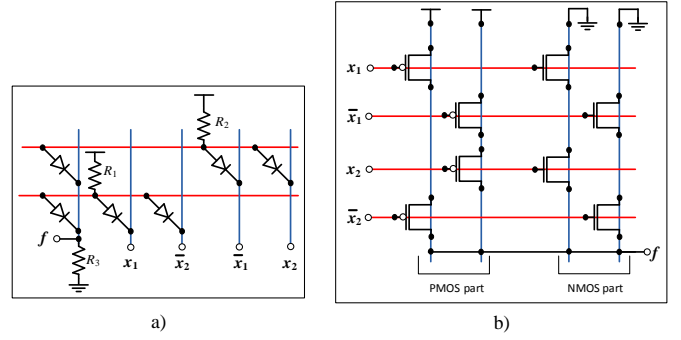 R₂
R₁
f
R₃
x₁
x̄₂
x̄₁
x₂
a)
x₁
x̄₁
x₂
x̄₂
f
PMOS part
NMOS part
b)